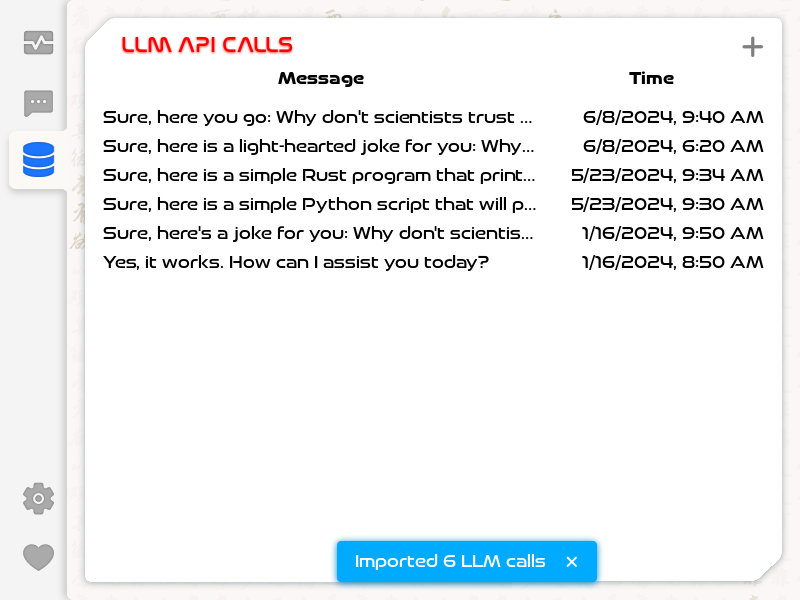 LLM API CALLS
Message Time
Sure, here you go: Why don't scientists trust ... 6/8/2024, 9:40 AM
Sure, here is a light-hearted joke for you: Why... 6/8/2024, 6:20 AM
Sure, here is a simple Rust program that print... 5/23/2024, 9:34 AM
Sure, here is a simple Python script that will p... 5/23/2024, 9:30 AM
Sure, here's a joke for you: Why don't scientis... 1/16/2024, 9:50 AM
Yes, it works. How can I assist you today? 1/16/2024, 8:50 AM
Imported 6 LLM calls